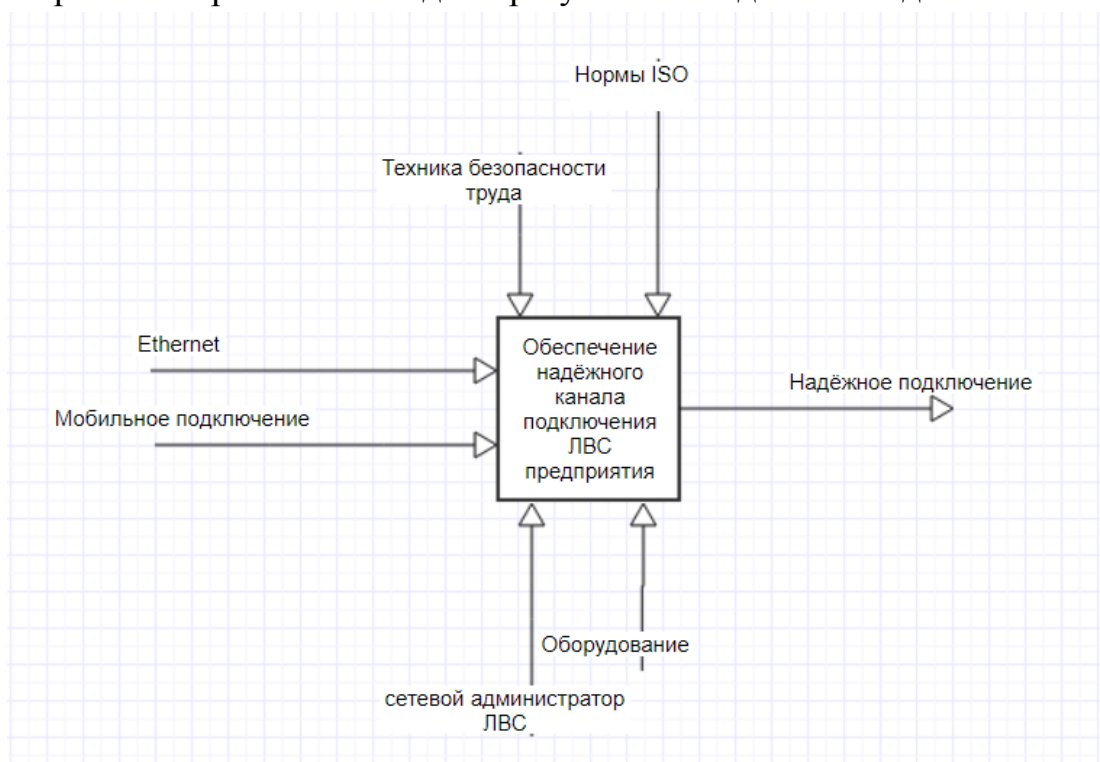 Нормы ISO
Техника безопасности
труда
Ethernet
Мобильное подключение
Обеспечение
надёжного
канала
подключения
ЛВС
предприятия
Надёжное подключение
Оборудование
сетевой администратор
ЛВС